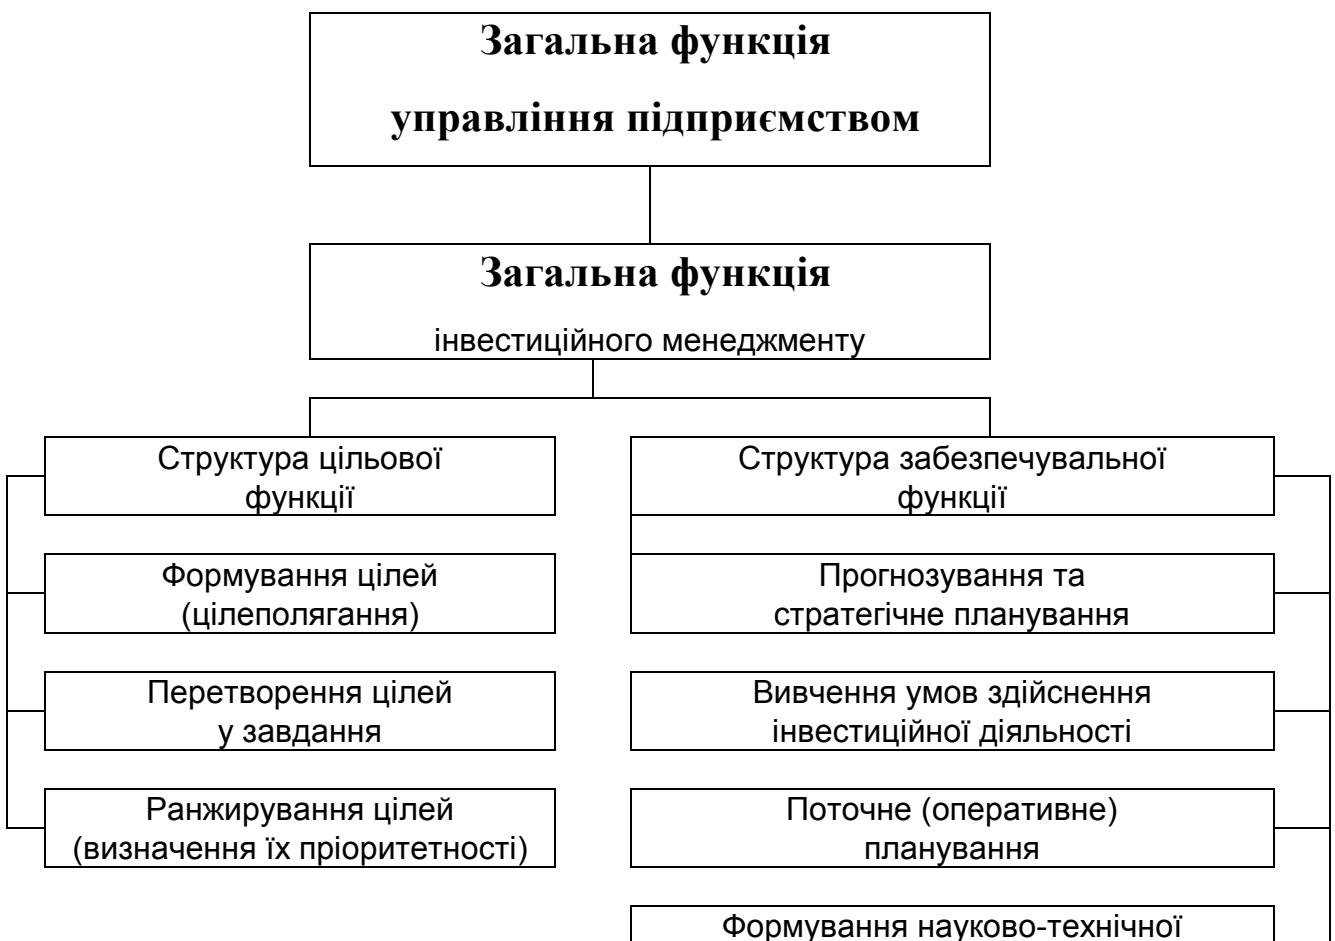 Загальна функція
управління підприємством
Загальна функція
інвестиційного менеджменту
Структура цільової
функції
Структура забезпечувальної
функції
Формування цілей
(цілеполягання)
Прогнозування та
стратегічне планування
Перетворення цілей
у завдання
Вивчення умов здійснення
інвестиційної діяльності
Ранжирування цілей
(визначення їх пріоритетності)
Поточне (оперативне)
планування
Формування науково-технічної